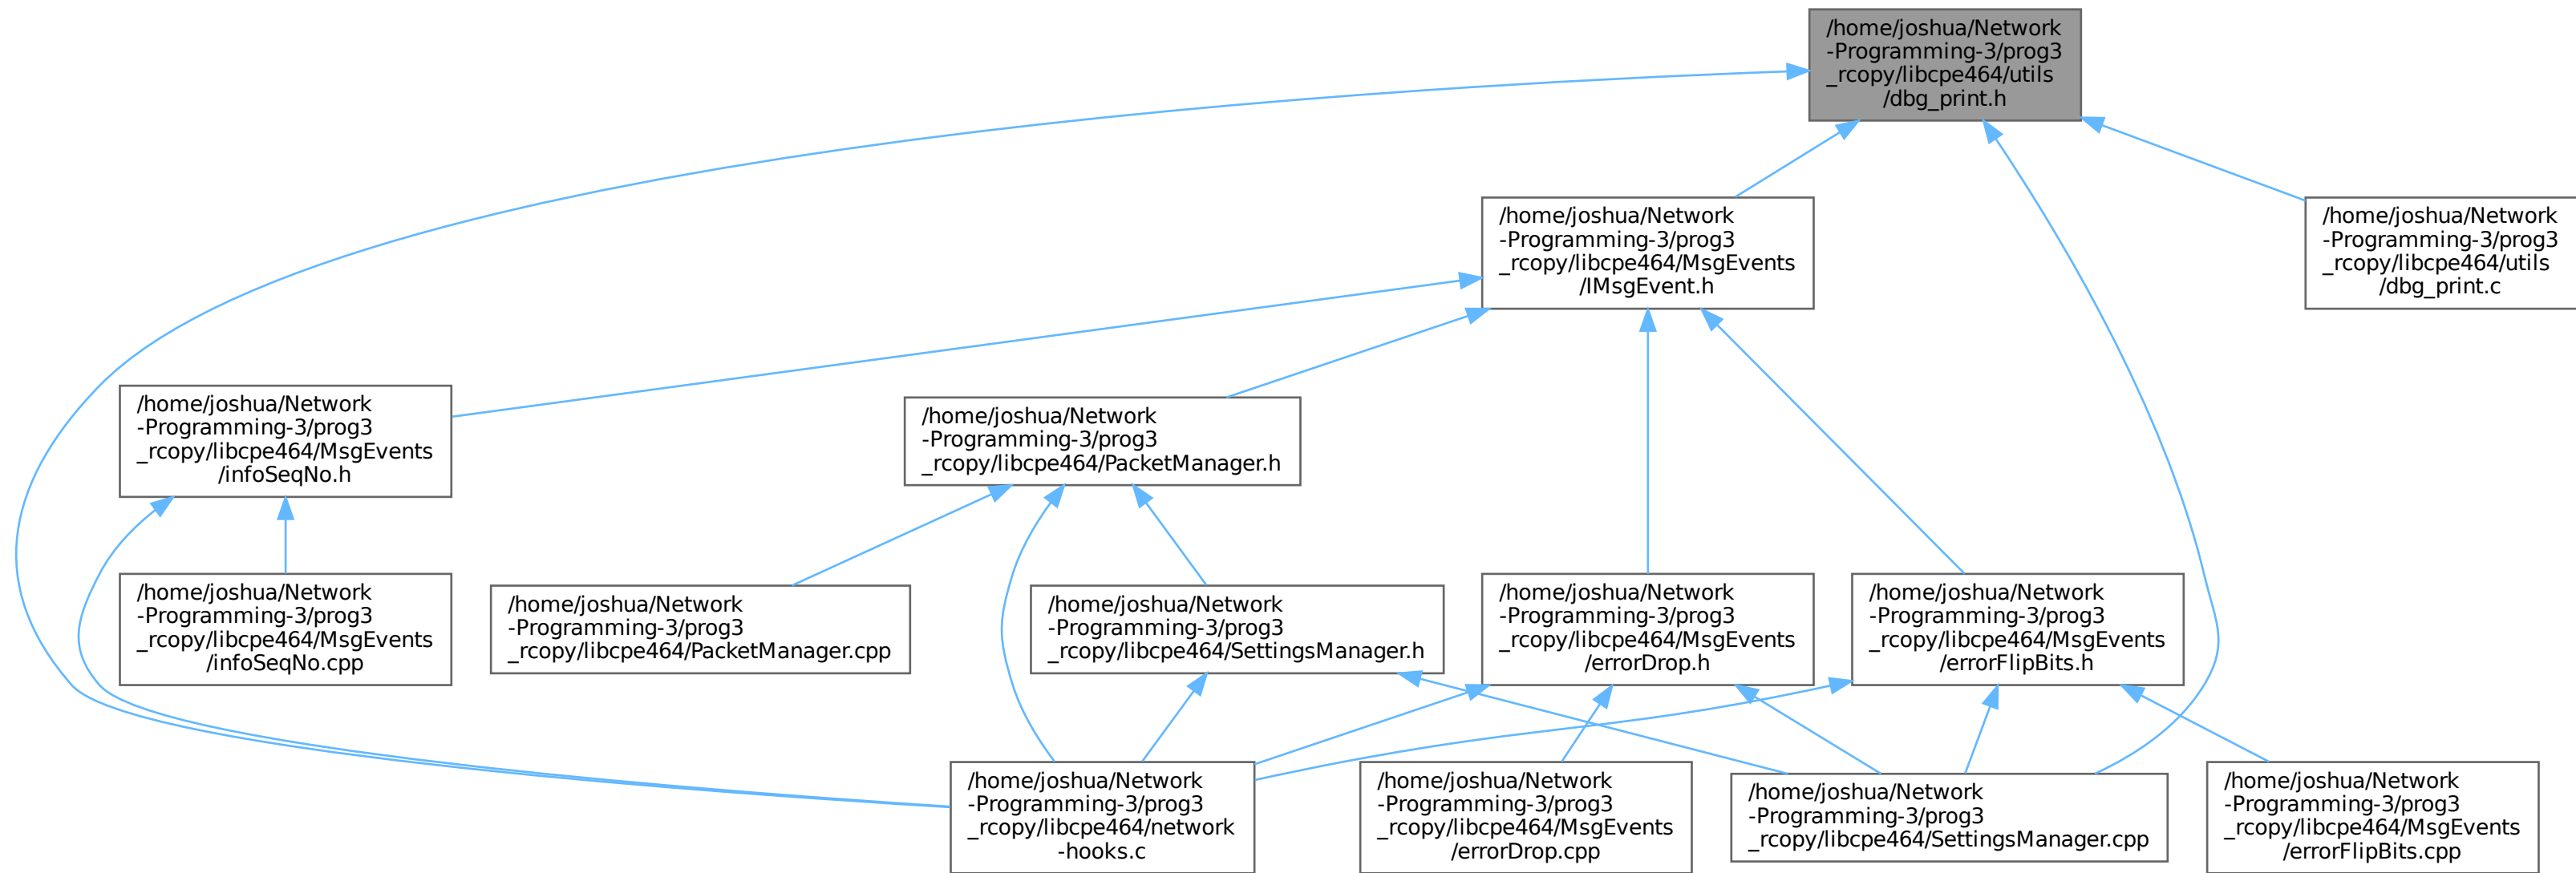 /home/joshua/Network
-Programming-3/prog3
_rcopy/libcpe464/utils
/dbg_print.h
/home/joshua/Network
-Programming-3/prog3
_rcopy/libcpe464/MsgEvents
/IMsgEvent.h
/home/joshua/Network
-Programming-3/prog3
_rcopy/libcpe464/utils
/dbg_print.c
/home/joshua/Network
-Programming-3/prog3
_rcopy/libcpe464/MsgEvents
/infoSeqNo.h
/home/joshua/Network
-Programming-3/prog3
_rcopy/libcpe464/PacketManager.h
/home/joshua/Network
-Programming-3/prog3
_rcopy/libcpe464/MsgEvents
/infoSeqNo.cpp
/home/joshua/Network
-Programming-3/prog3
_rcopy/libcpe464/PacketManager.cpp
/home/joshua/Network
-Programming-3/prog3
_rcopy/libcpe464/SettingsManager.h
/home/joshua/Network
-Programming-3/prog3
_rcopy/libcpe464/MsgEvents
/errorDrop.h
/home/joshua/Network
-Programming-3/prog3
_rcopy/libcpe464/MsgEvents
/errorFlipBits.h
/home/joshua/Network
-Programming-3/prog3
_rcopy/libcpe464/network
-hooks.c
/home/joshua/Network
-Programming-3/prog3
_rcopy/libcpe464/MsgEvents
/errorDrop.cpp
/home/joshua/Network
-Programming-3/prog3
_rcopy/libcpe464/SettingsManager.cpp
/home/joshua/Network
-Programming-3/prog3
_rcopy/libcpe464/MsgEvents
/errorFlipBits.cpp